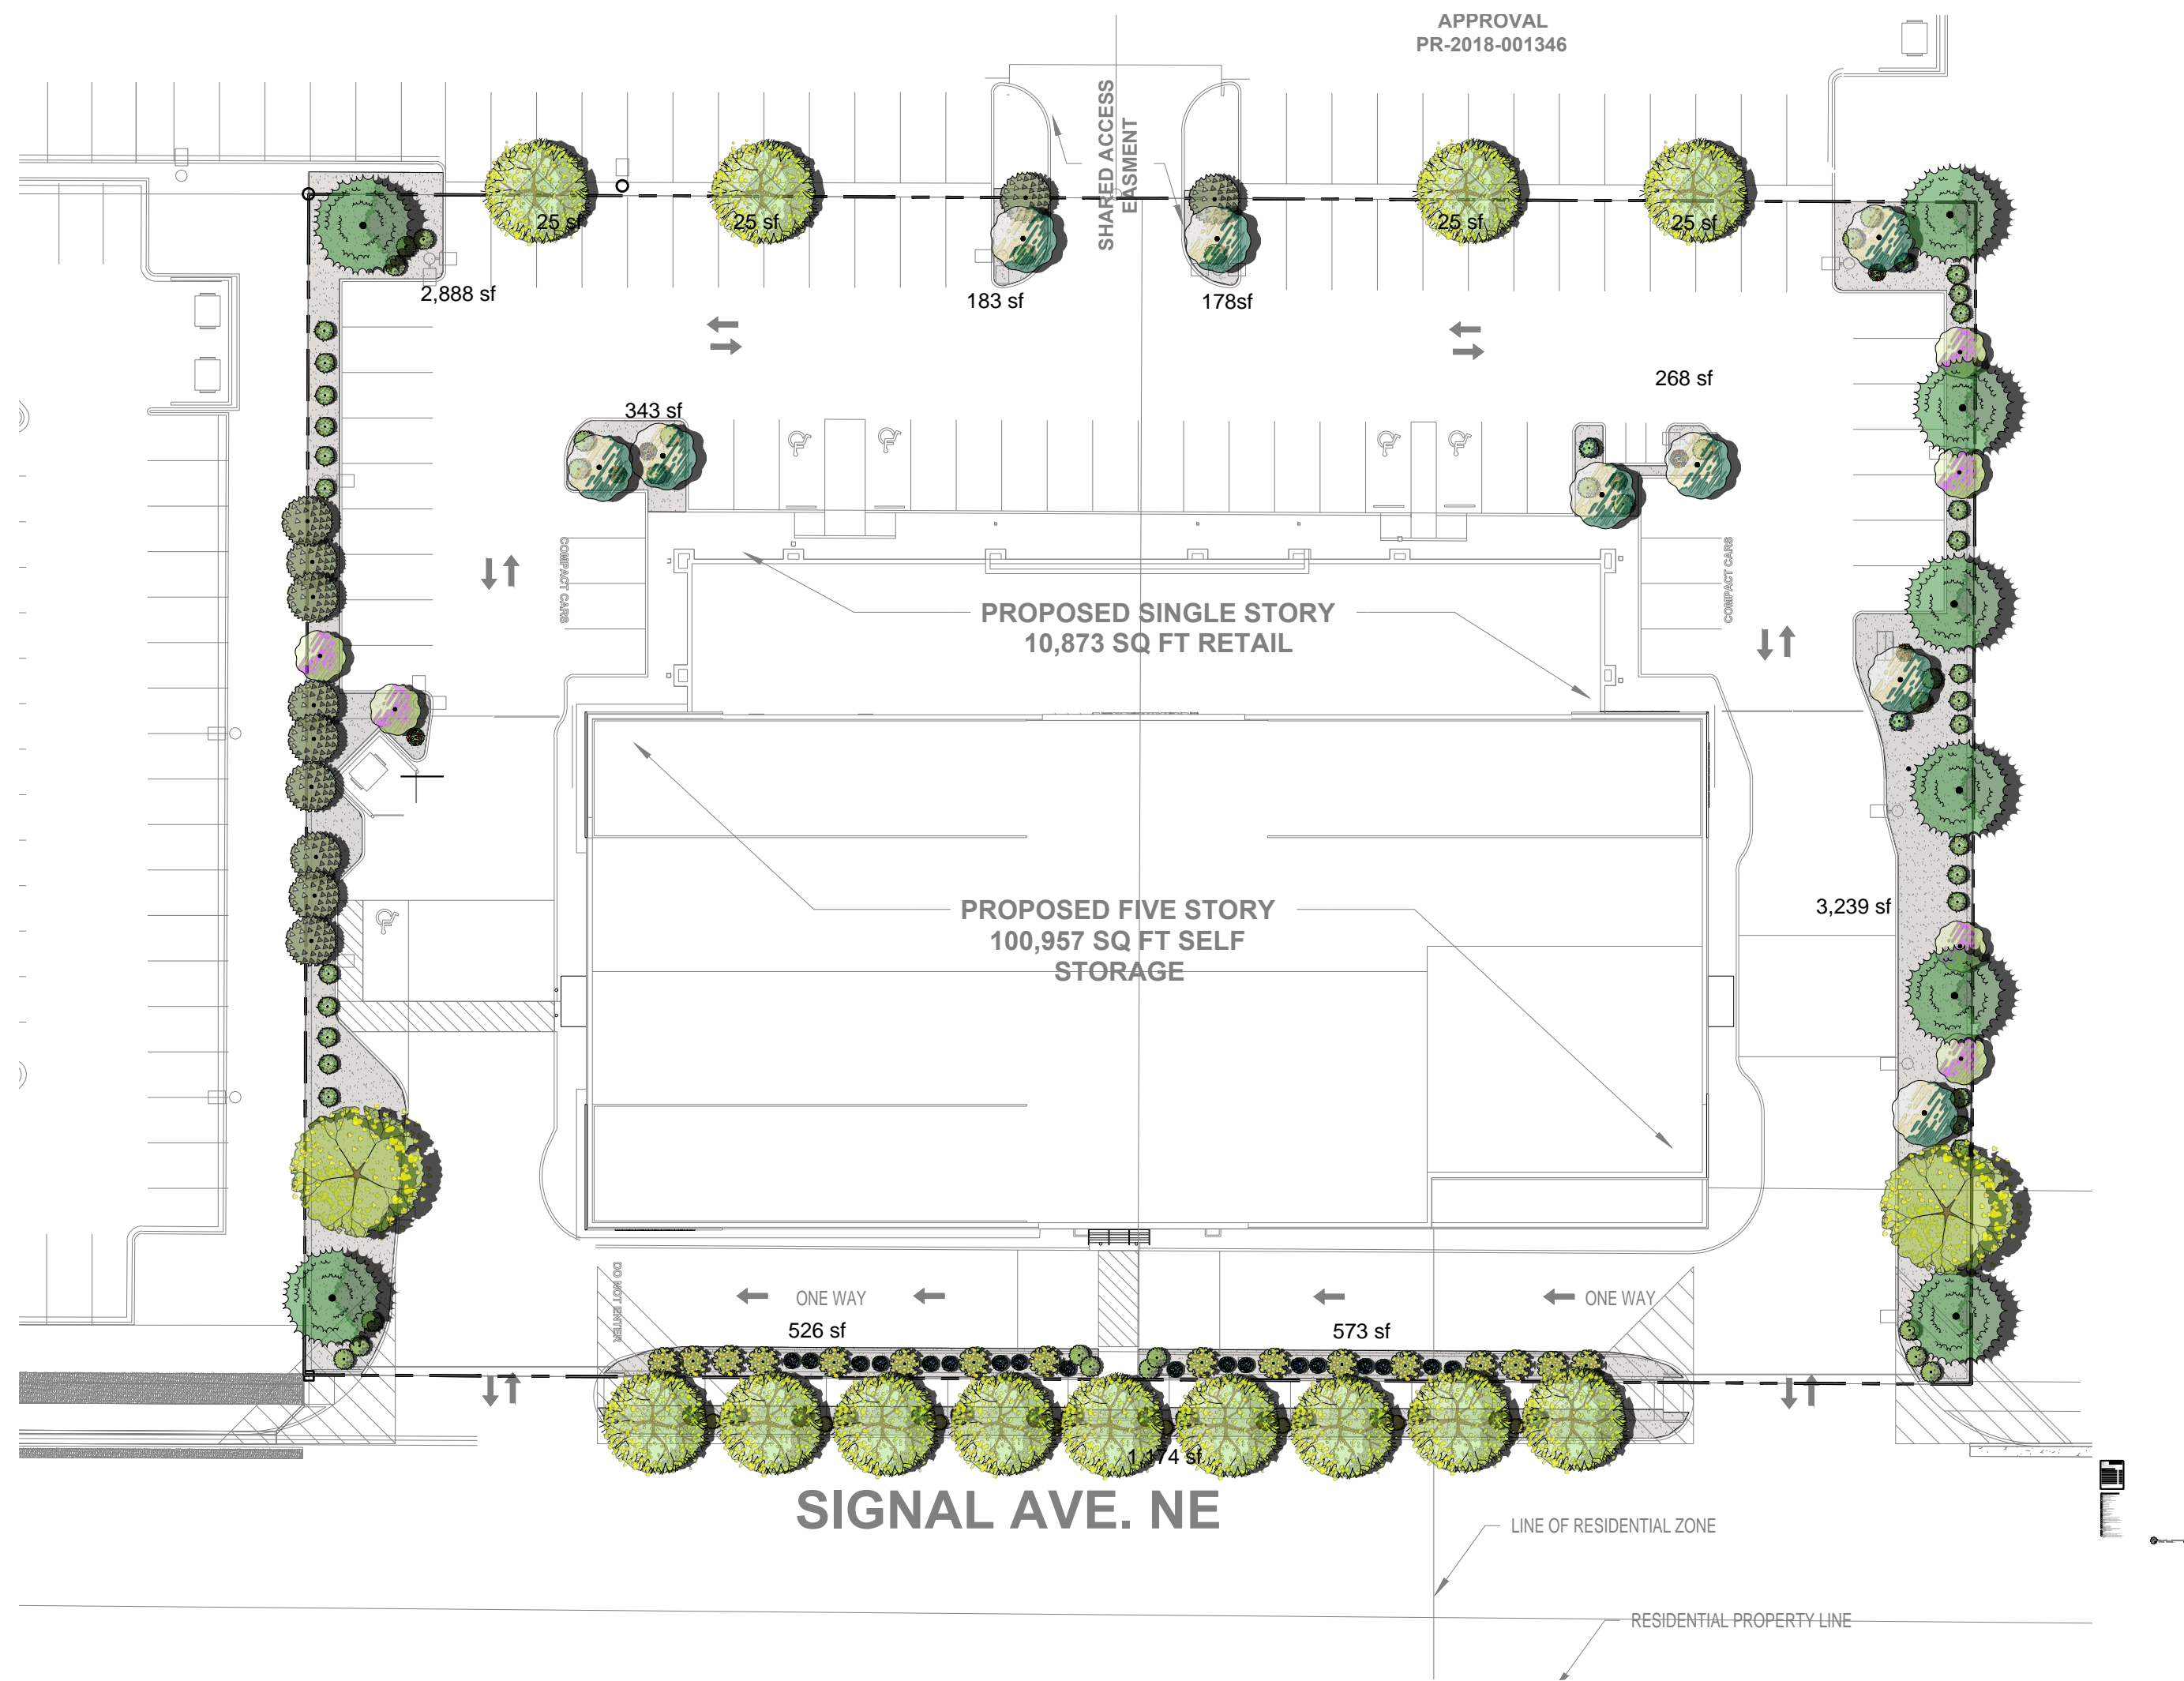 APPROVAL
PR-2018-001346
SHARED ACCESS
EASMENT
25 sf
25 sf
25 sf
25 sf
2,888 sf
183 sf
178sf
268 sf
343 sf
COMPACT CARS
COMPACT CARS
PROPOSED SINGLE STORY
10,873 SQ FT RETAIL
PROPOSED FIVE STORY
100,957 SQ FT SELF
STORAGE
3,239 sf
DO NOT ENTER
ONE WAY
ONE WAY
526 sf
573 sf
1,174 sf
SIGNAL AVE. NE
LINE OF RESIDENTIAL ZONE
RESIDENTIAL PROPERTY LINE